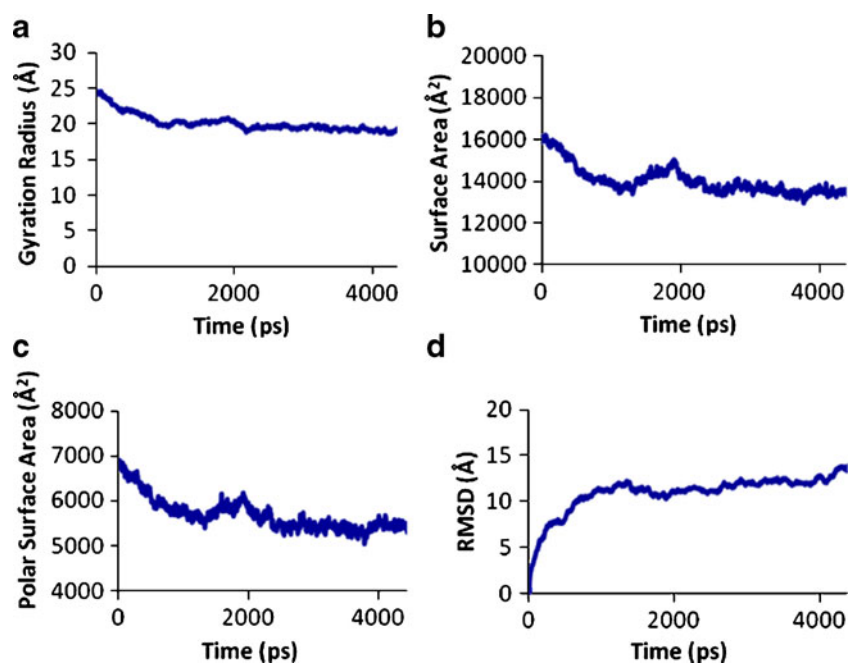 a
30
25
20
15
10
5
0
Gyration Radius (Å)
0 2000 4000
Time (ps)
b
20000
18000
16000
14000
12000
10000
Surface Area (Å²)
0 2000 4000
Time (ps)
c
8000
7000
6000
5000
4000
Polar Surface Area (Å²)
0 2000 4000
Time (ps)
d
20
15
10
5
0
RMSD (Å)
0 2000 4000
Time (ps)